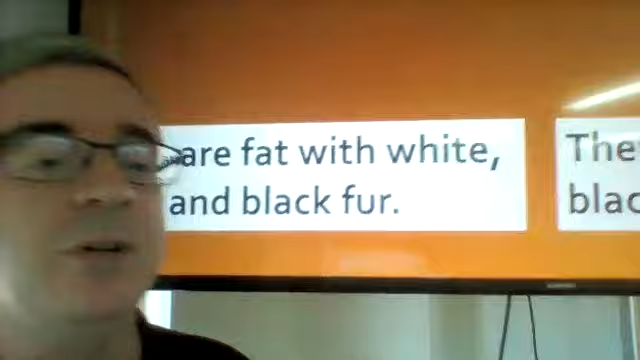 are fat with white,
and black fur.
The
blac